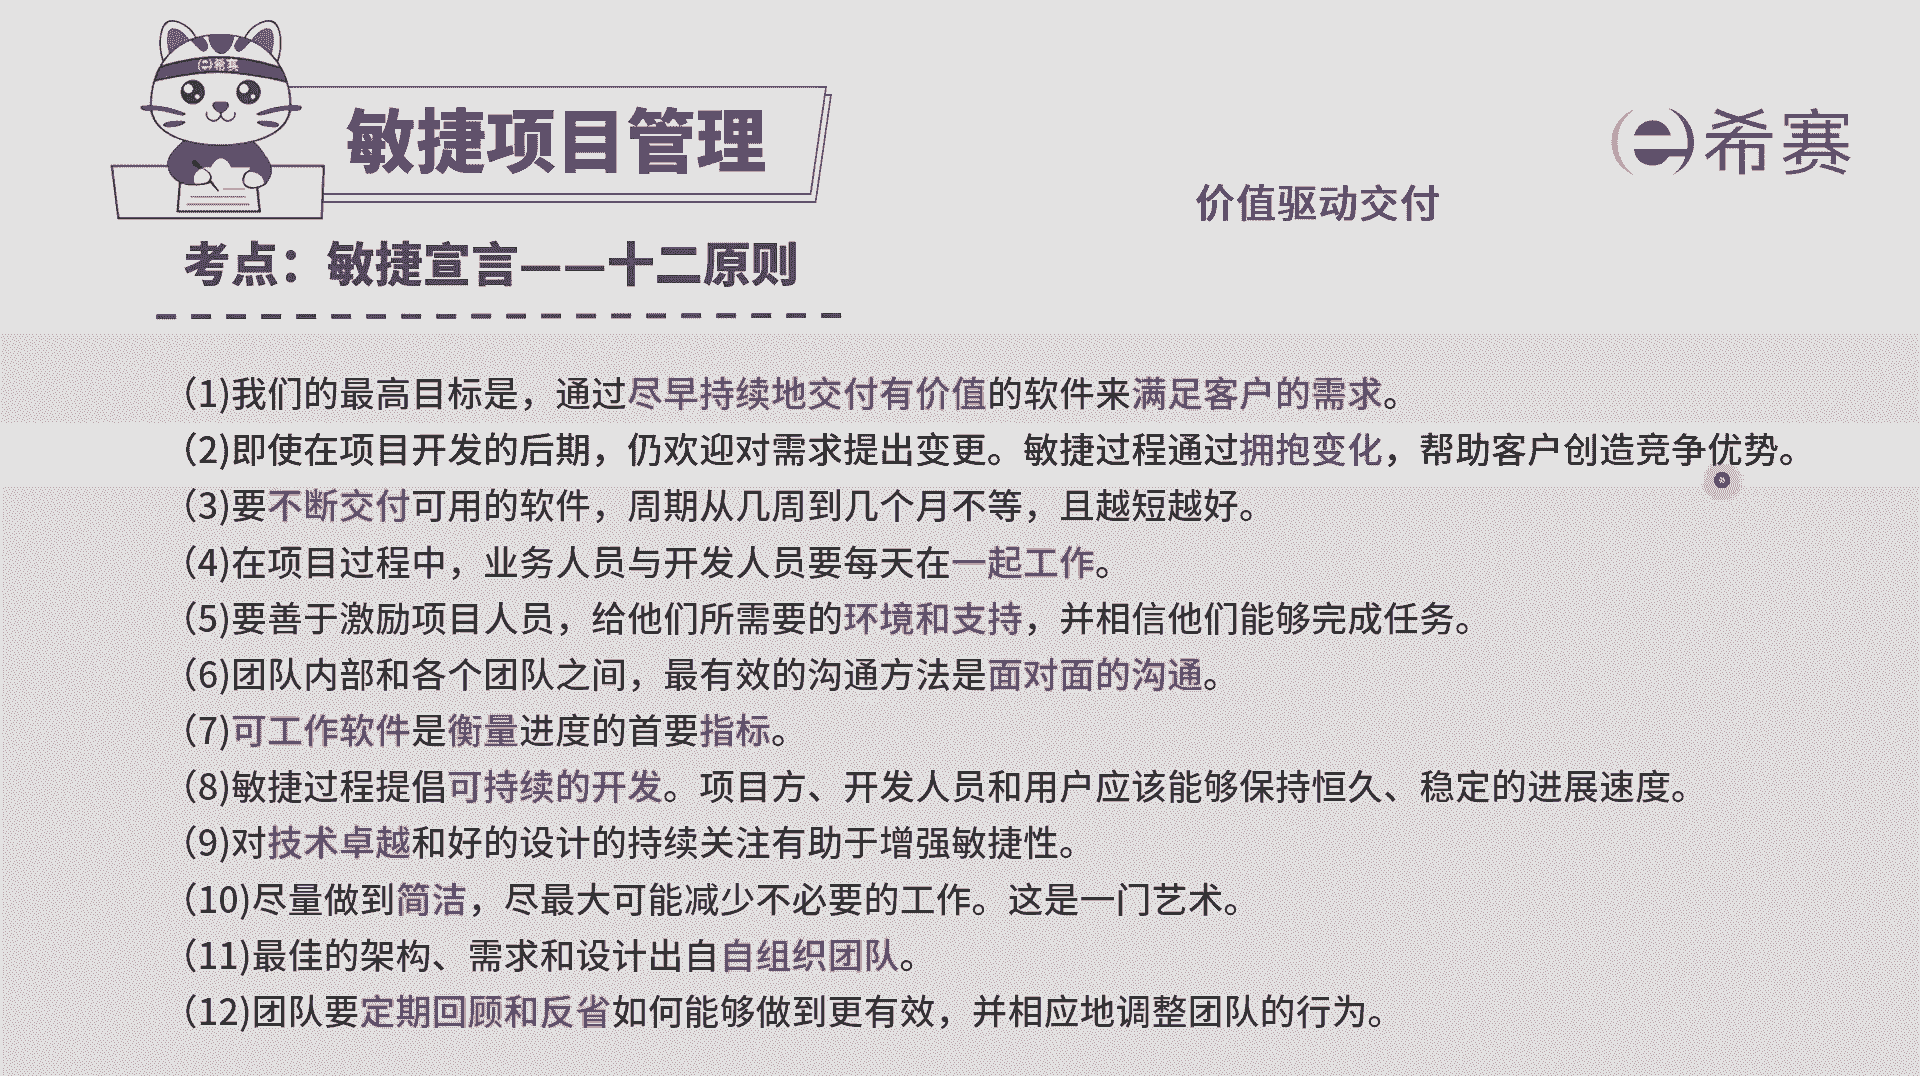 希赛
敏捷项目管理
希赛
价值驱动交付
考点：敏捷宣言——十二原则
(1)我们的最高目标是，通过尽早持续地交付有价值的软件来满足客户的需求。
(2)即使在项目开发的后期，仍欢迎对需求提出变更。敏捷过程通过拥抱变化，帮助客户创造竞争优势。
(3)要不断交付可用的软件，周期从几周到几个月不等，且越短越好。
(4)在项目过程中，业务人员与开发人员要每天在一起工作。
(5)要善于激励项目人员，给他们所需要的环境和支持，并相信他们能够完成任务。
(6)团队内部和各个团队之间，最有效的沟通方法是面对面的沟通。
(7)可工作软件是衡量进度的首要指标。
(8)敏捷过程提倡可持续的开发。项目方、开发人员和用户应该能够保持恒久、稳定的进展速度。
(9)对技术卓越和好的设计的持续关注有助于增强敏捷性。
(10)尽量做到简洁，尽最大可能减少不必要的工作。这是一门艺术。
(11)最佳的架构、需求和设计出自自组织团队。
(12)团队要定期回顾和反省如何能够做到更有效，并相应地调整团队的行为。